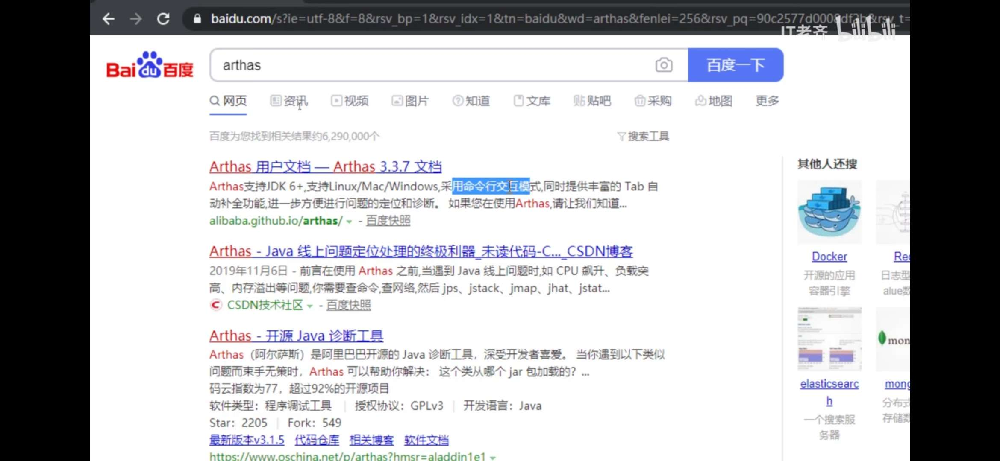 baidu.com/s?ie=utf-8&f=8&rsv_bp=1&rsv_idx=1&tn=baidu&wd=arthas&fenlei=256&rsv_pq=90c2577d0008df2b&rsv_t=
IT老齐 bilibili
Bai du 百度
arthas
百度一下
网页 资讯 视频 图片 知道 文库 贴吧 采购 地图 更多
百度为您找到相关结果约6,290,000个
搜索工具
Arthas 用户文档 — Arthas 3.3.7 文档
Arthas支持JDK 6+,支持Linux/Mac/Windows,采用命令行交互模式,同时提供丰富的 Tab 自
动补全功能,进一步方便进行问题的定位和诊断。 如果您在使用Arthas,请让我们知道...
alibaba.github.io/arthas/ - 百度快照
Arthas - Java 线上问题定位处理的终极利器_未读代码-C..._CSDN博客
2019年11月6日 - 前言在使用 Arthas 之前,当遇到 Java 线上问题时,如 CPU 飙升、负载突
高、内存溢出等问题,你需要查命令,查网络,然后 jps、jstack、jmap、jhat、jstat...
CSDN技术社区 - 百度快照
Arthas - 开源 Java 诊断工具
Arthas（阿尔萨斯）是阿里巴巴开源的 Java 诊断工具，深受开发者喜爱。 当你遇到以下类似
问题而束手无策时，Arthas 可以帮助你解决： 这个类从哪个 jar 包加载的？...
码云指数为77，超过92%的开源项目
软件类型：程序调试工具 | 授权协议：GPLv3 | 开发语言：Java
Star：2205 | Fork：549
最新版本v3.1.5 代码仓库 相关博客 软件文档
https://www.oschina.net/p/arthas?hmsr=aladdin1e1
其他人还搜
Docker
开源的应用
容器引擎
Red
日志型
alue数
elasticsearc
h
一个搜索服
务器
mon
mong
分布式
存储数